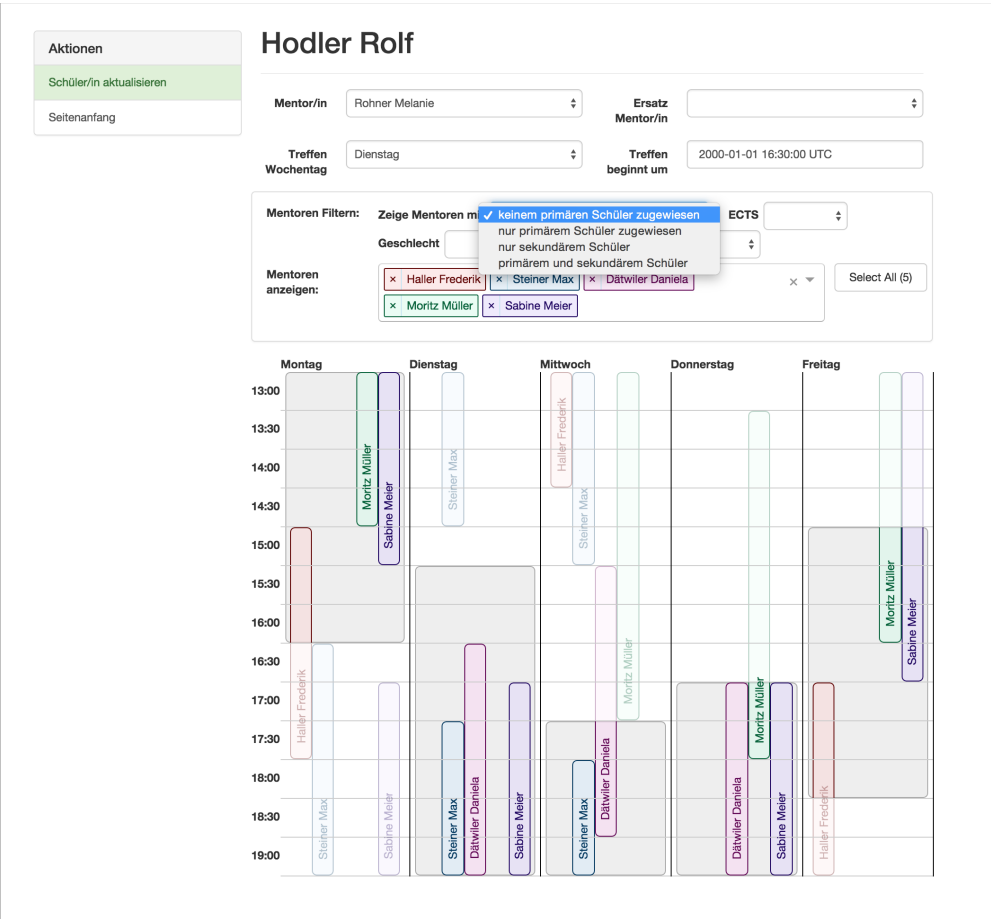 Hodler Rolf
Aktionen
Schüler/in aktualisieren
Seitenanfang
Mentor/in Rohner Melanie Ersatz
Mentor/in
Treffen
Wochentag Dienstag Treffen
beginnt um 2000-01-01 16:30:00 UTC
Mentoren Filtern: Zeige Mentoren mi ✓ keinem primären Schüler zugewiesen ECTS
nur primärem Schüler zugewiesen
nur sekundärem Schüler
primärem und sekundärem Schüler
Geschlecht
Mentoren
anzeigen:
× Haller Frederik × Steiner Max × Dätwiler Daniela × Select All (5)
× Moritz Müller × Sabine Meier
Montag Dienstag Mittwoch Donnerstag Freitag
13:00
13:30
14:00
14:30
15:00
15:30
16:00
16:30
17:00
17:30
18:00
18:30
19:00
Haller Frederik
Steiner Max
Moritz Müller
Sabine Meier
Sabine Meier
Steiner Max
Steiner Max
Dätwiler Daniela
Sabine Meier
Haller Frederik
Steiner Max
Steiner Max
Dätwiler Daniela
Moritz Müller
Dätwiler Daniela
Moritz Müller
Sabine Meier
Haller Frederik
Moritz Müller
Sabine Meier